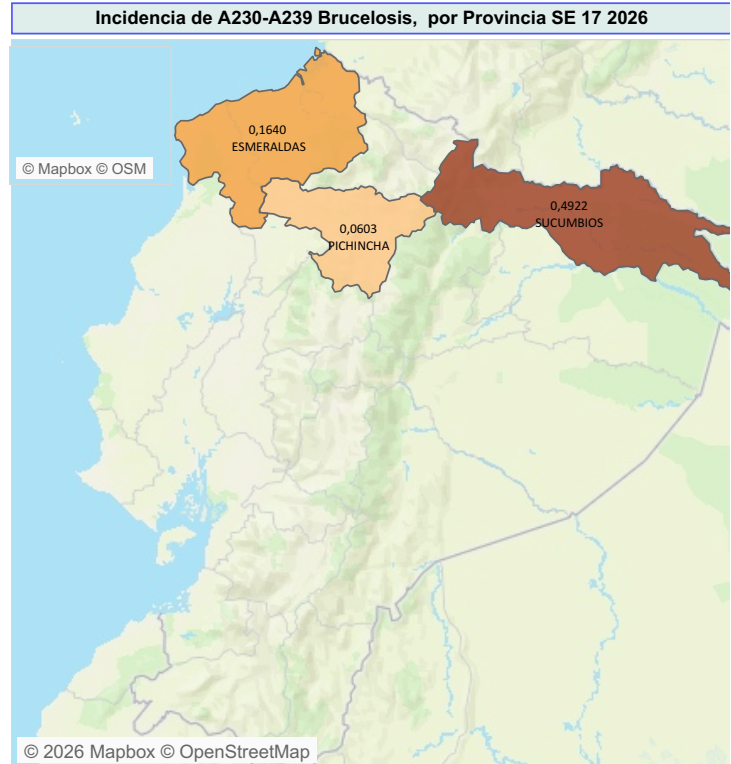 Incidencia de A230-A239 Brucelosis,  por Provincia SE 17 2026
0,1640
ESMERALDAS
© Mapbox © OSM
0,4922
SUCUMBIOS
0,0603
PICHINCHA
© 2026 Mapbox © OpenStreetMap